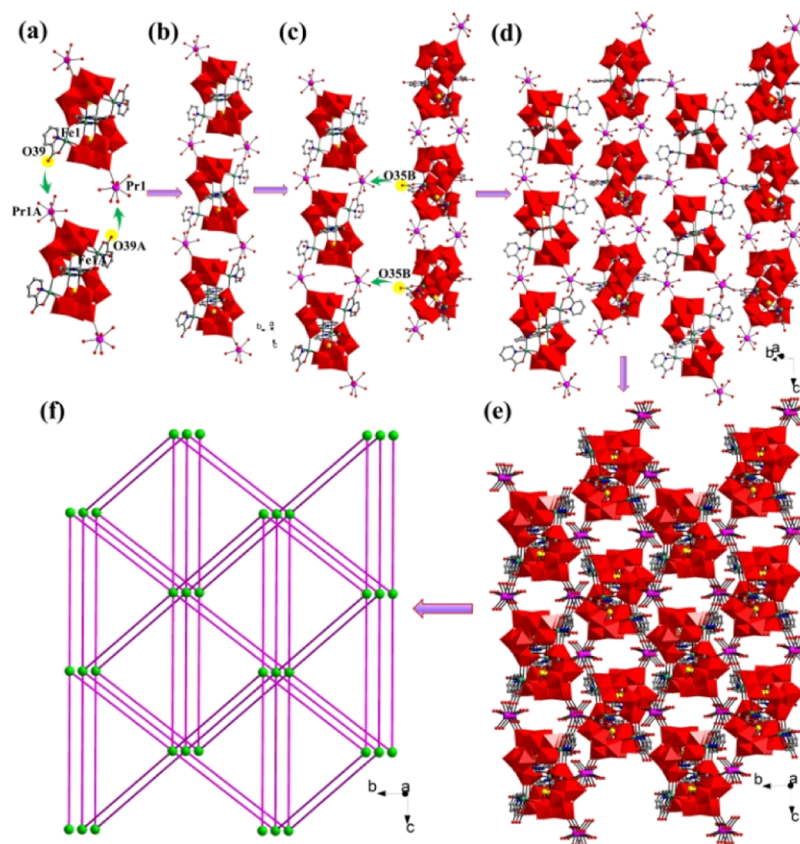 (a)
(b)
(c)
(d)
O39
Fe1
Pr1
Pr1A
O39A
Fe1A
O35B
O35B
b a
c
b a
c
(f)
(e)
b a
c
b a
c